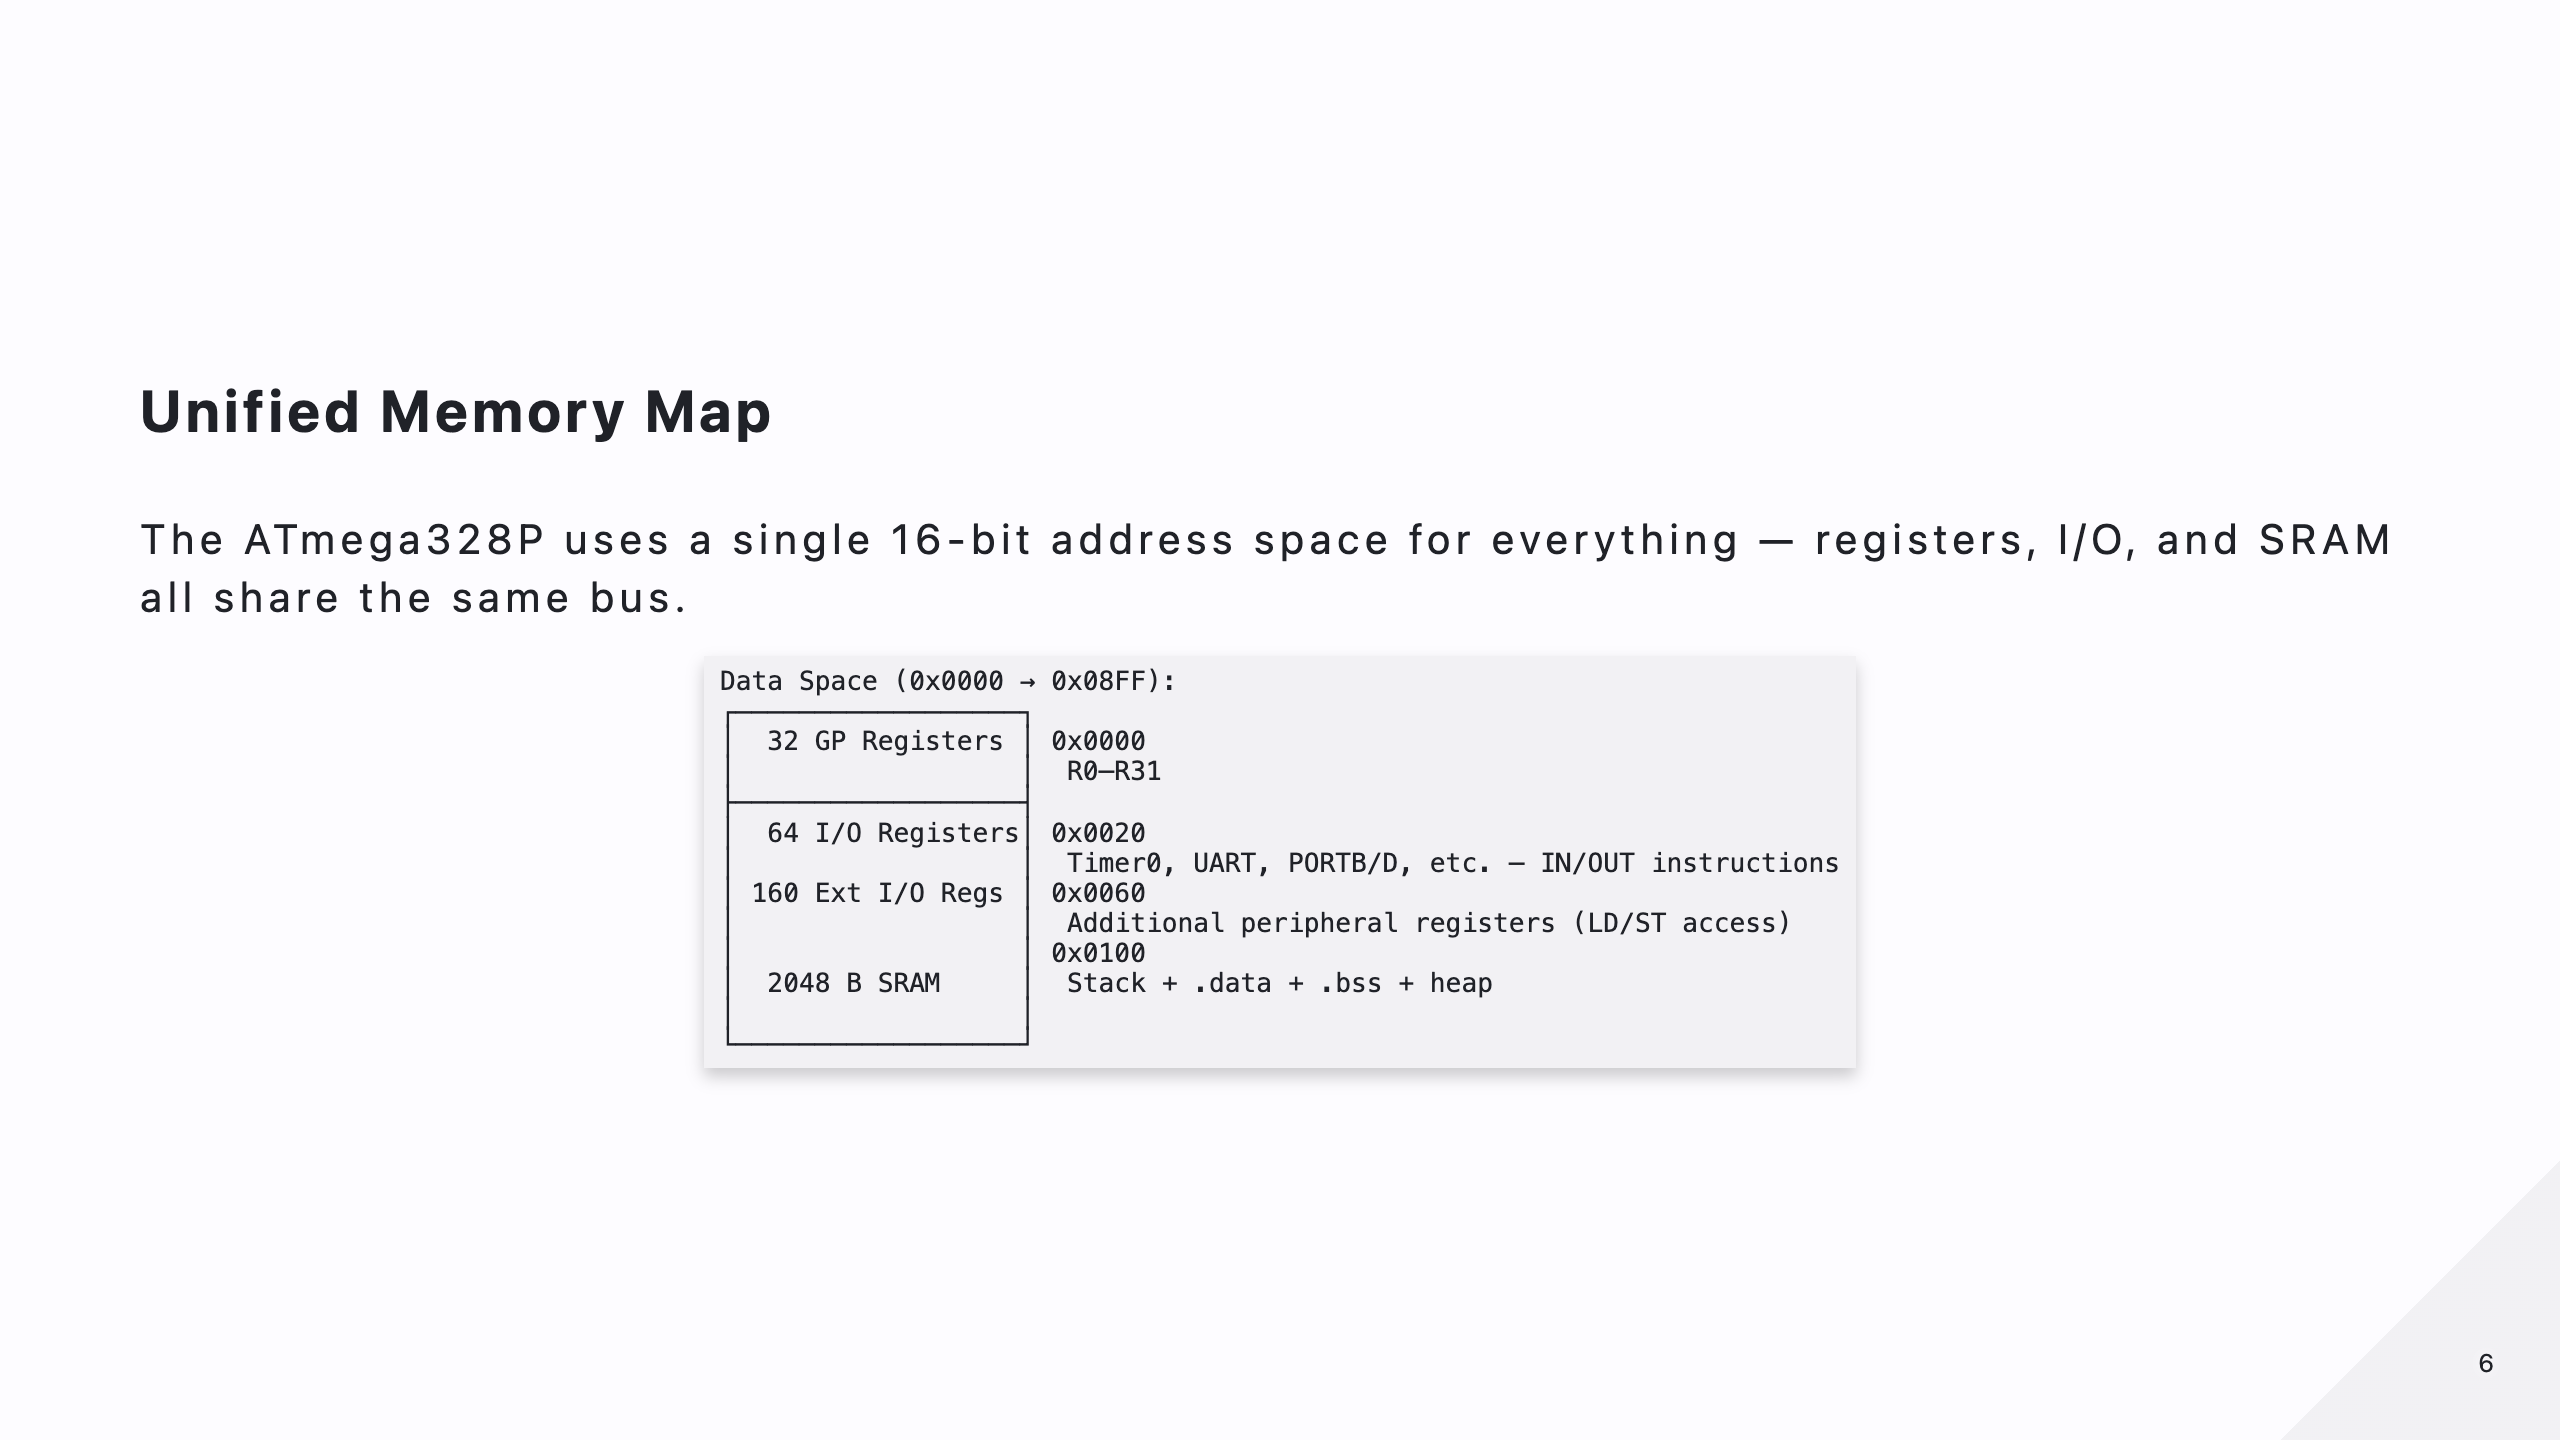 Unified Memory Map
The ATmega328P uses a single 16-bit address space for everything — registers, I/O, and SRAM
all share the same bus.
Data Space (0x0000 → 0x08FF):
32 GP Registers 0x0000
R0–R31
64 I/O Registers 0x0020
Timer0, UART, PORTB/D, etc. — IN/OUT instructions
160 Ext I/O Regs 0x0060
Additional peripheral registers (LD/ST access)
0x0100
2048 B SRAM Stack + .data + .bss + heap
6